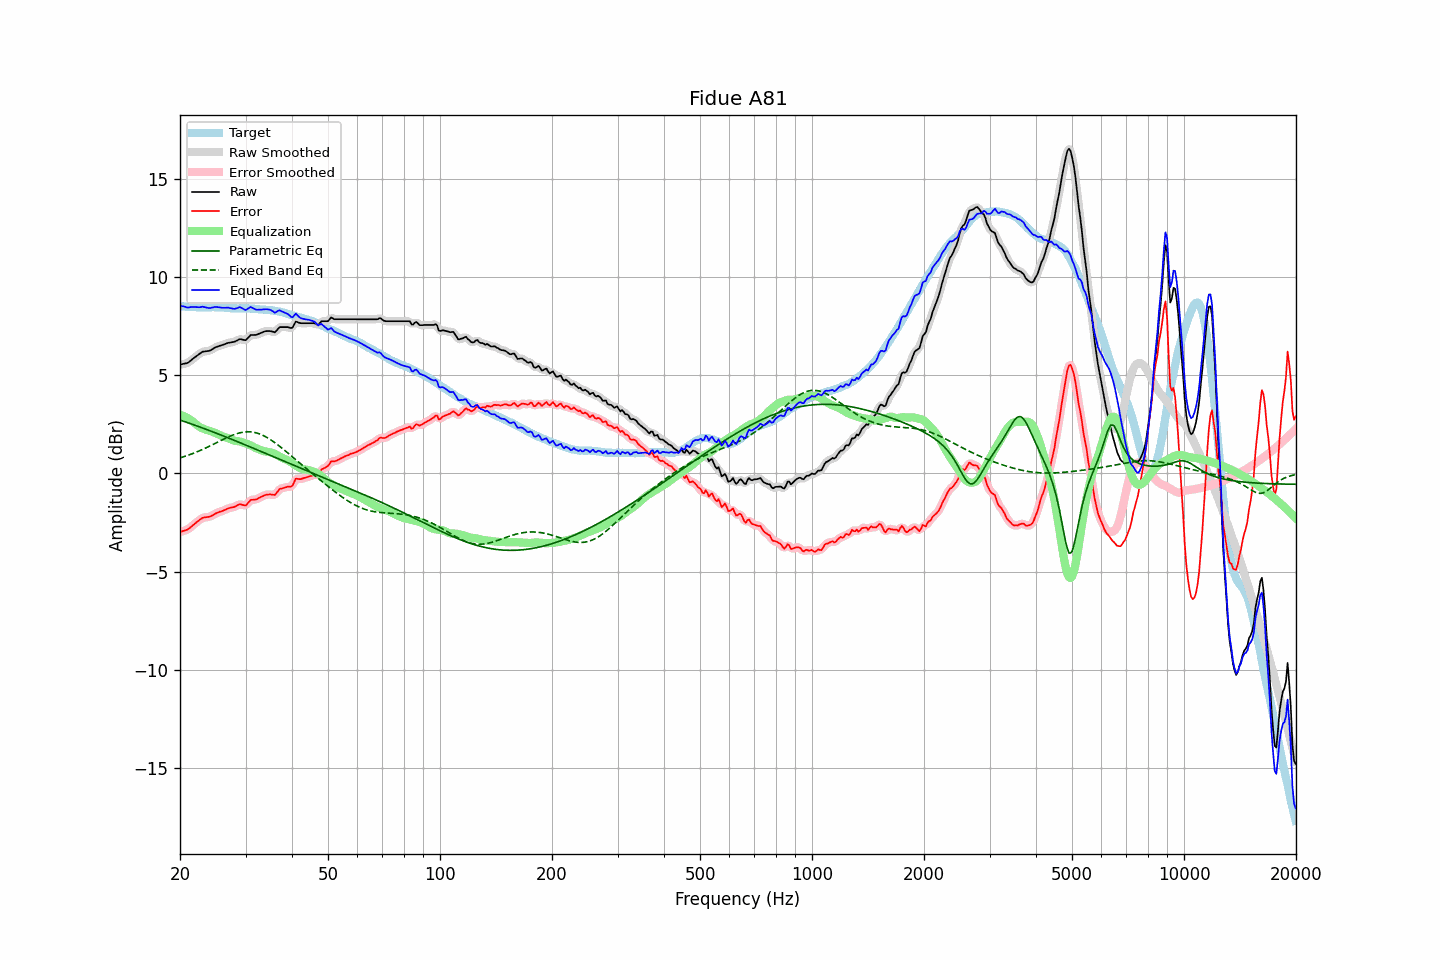 Fidue A81
Target
Raw Smoothed
Error Smoothed
Raw
Error
Equalization
Parametric Eq
Fixed Band Eq
Equalized
Amplitude (dBr)
15
10
5
0
−5
−10
−15
20 50 100 200 500 1000 2000 5000 10000 20000
Frequency (Hz)